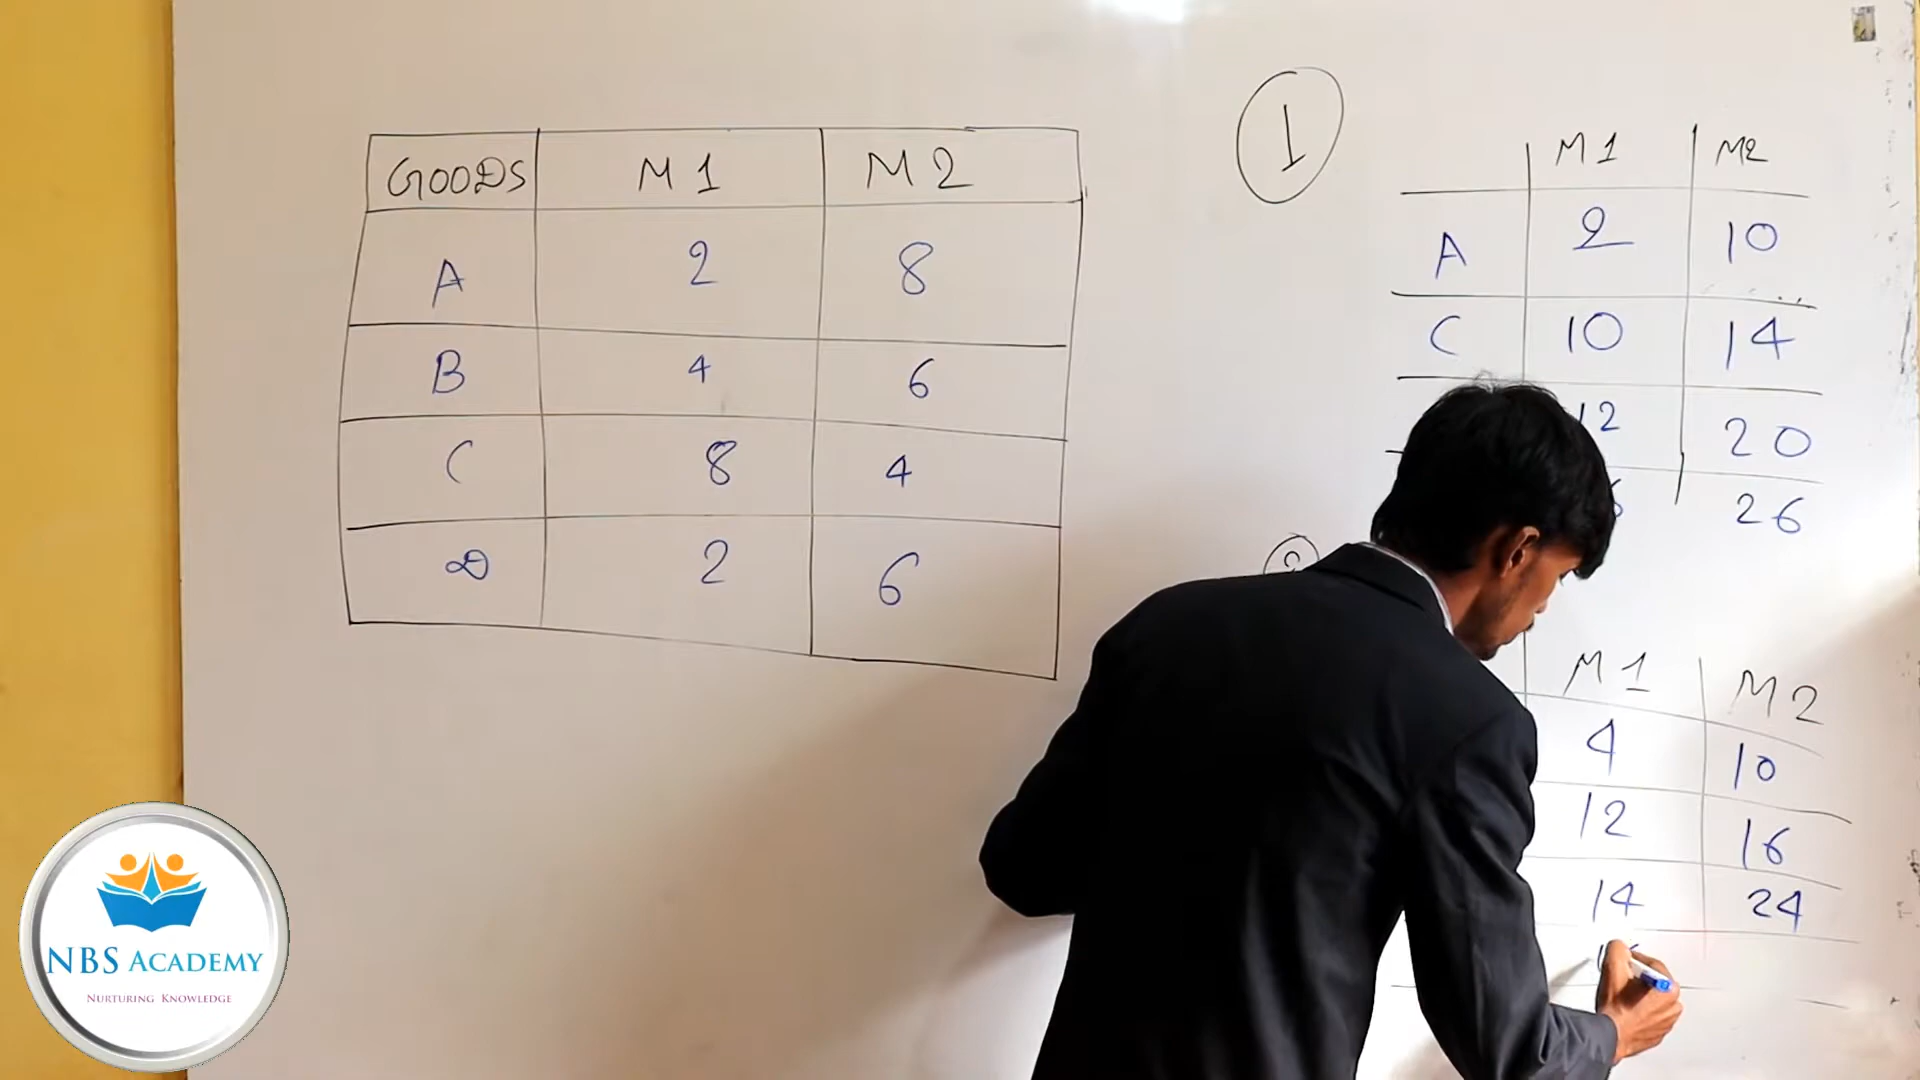 GOODS M1 M2
A 2 8
B 4 6
C 8 4
D 2 6
1
M1 M2
A 2 10
C 10 14
12 20
26
M1 M2
4 10
12 16
14 24
NBS ACADEMY
NURTURING KNOWLEDGE